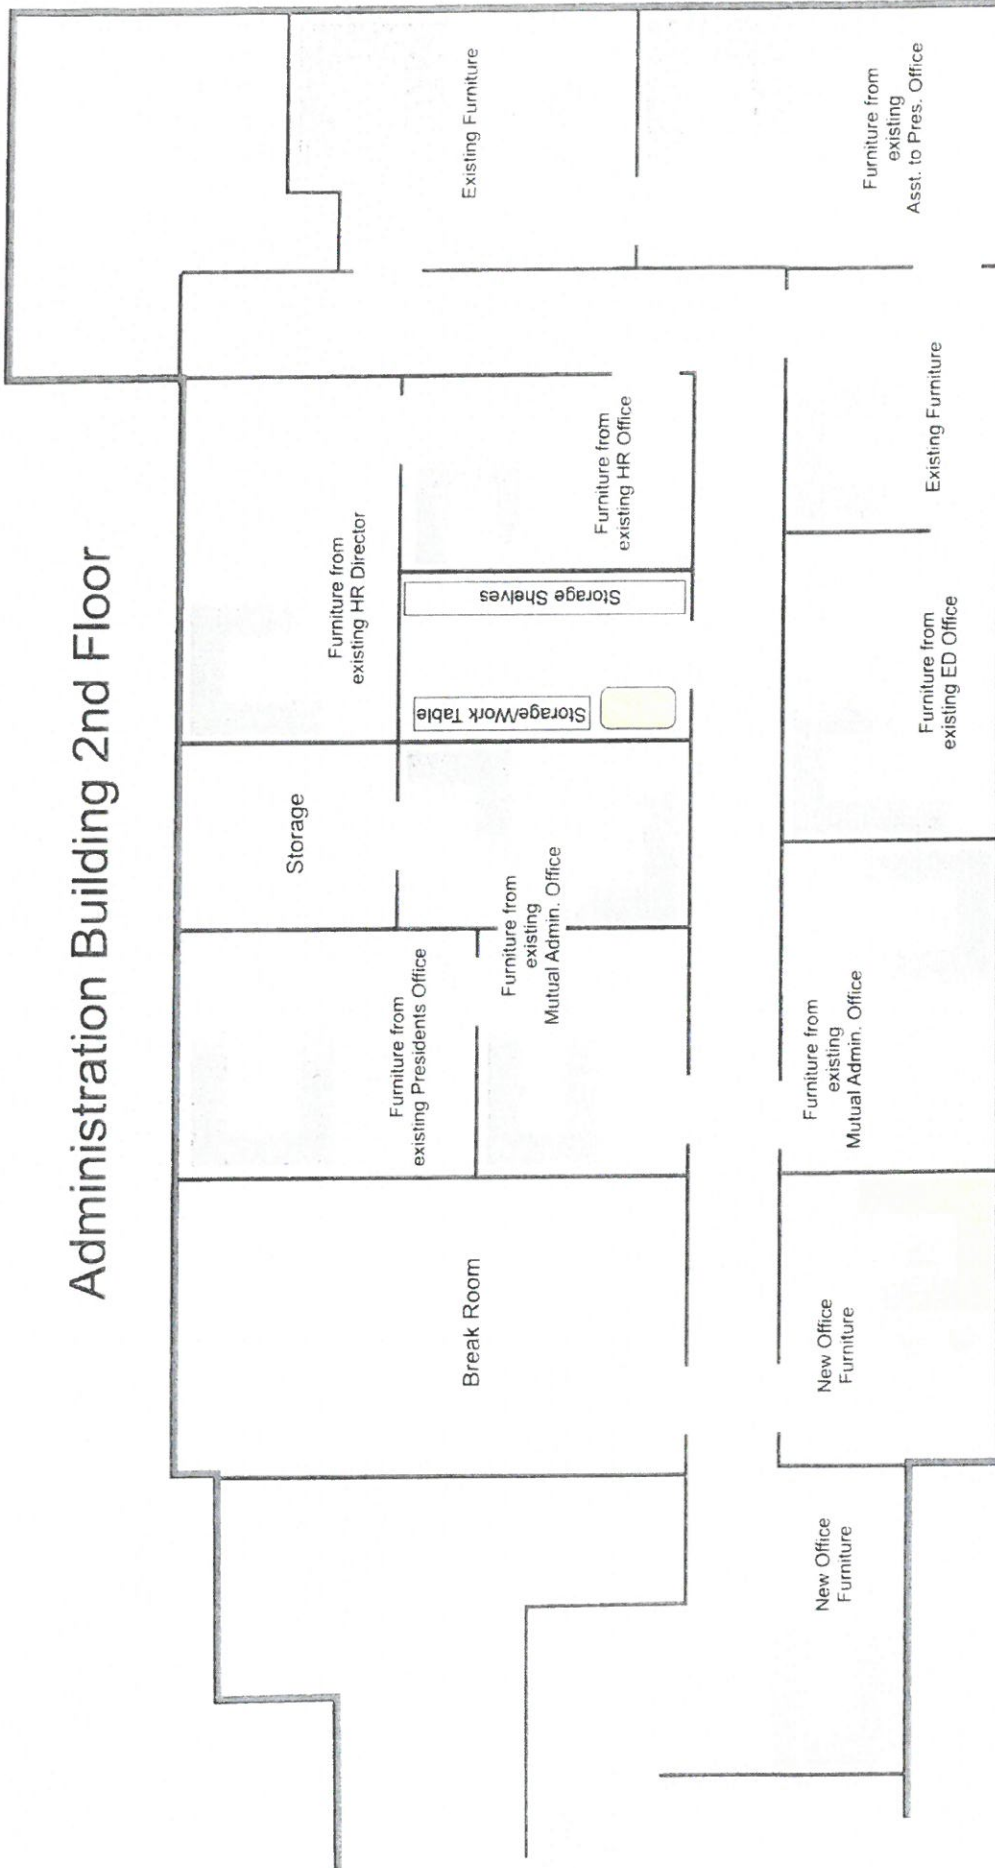 Administration Building 2nd Floor
Break Room
Furniture from
existing Presidents Office
Storage
Furniture from
existing HR Director
Furniture from
existing
Mutual Admin. Office
Storage/Work Table
Storage Shelves
Furniture from
existing HR Office
Existing Furniture
New Office
Furniture
New Office
Furniture
Furniture from
existing
Mutual Admin. Office
Furniture from
existing ED Office
Existing Furniture
Furniture from
existing
Asst. to Pres. Office